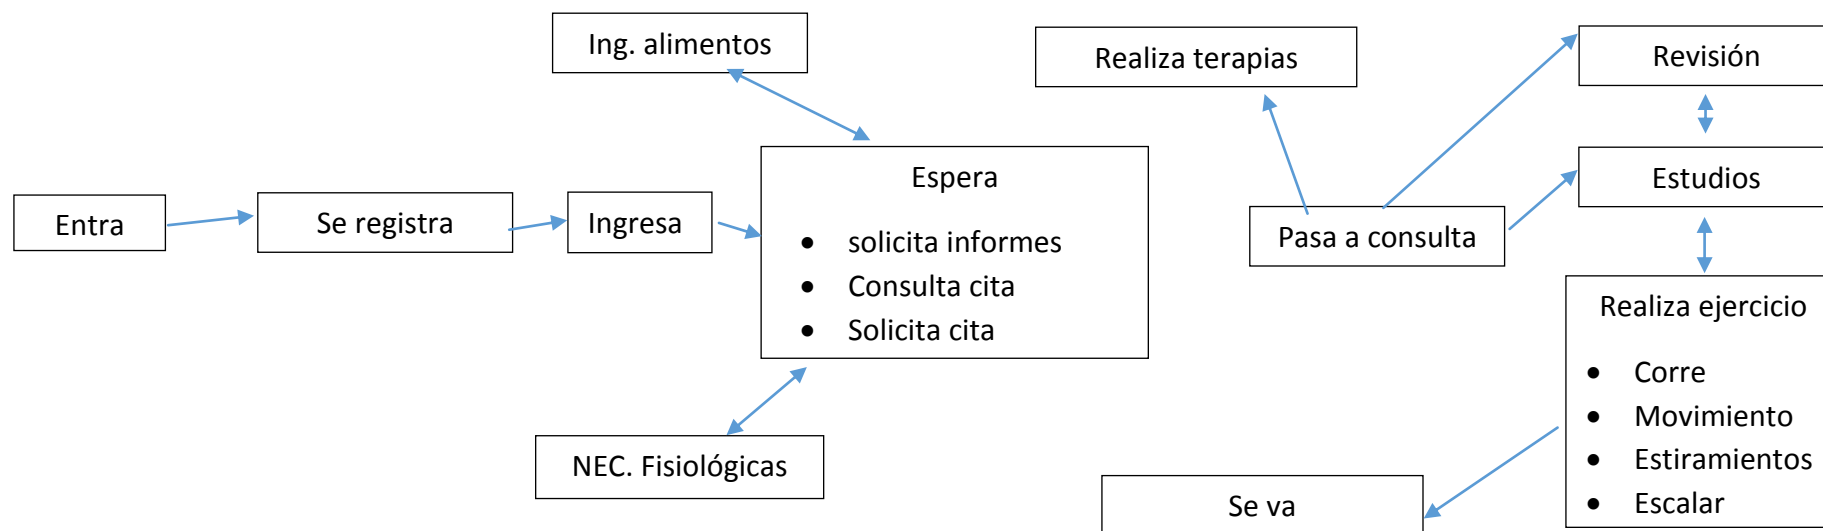 Ing. alimentos
Realiza terapias
Revisión
Entra
Se registra
Ingresa
Espera
• solicita informes
• Consulta cita
• Solicita cita
Pasa a consulta
Estudios
Realiza ejercicio
• Corre
• Movimiento
• Estiramientos
• Escalar
NEC. Fisiológicas
Se va